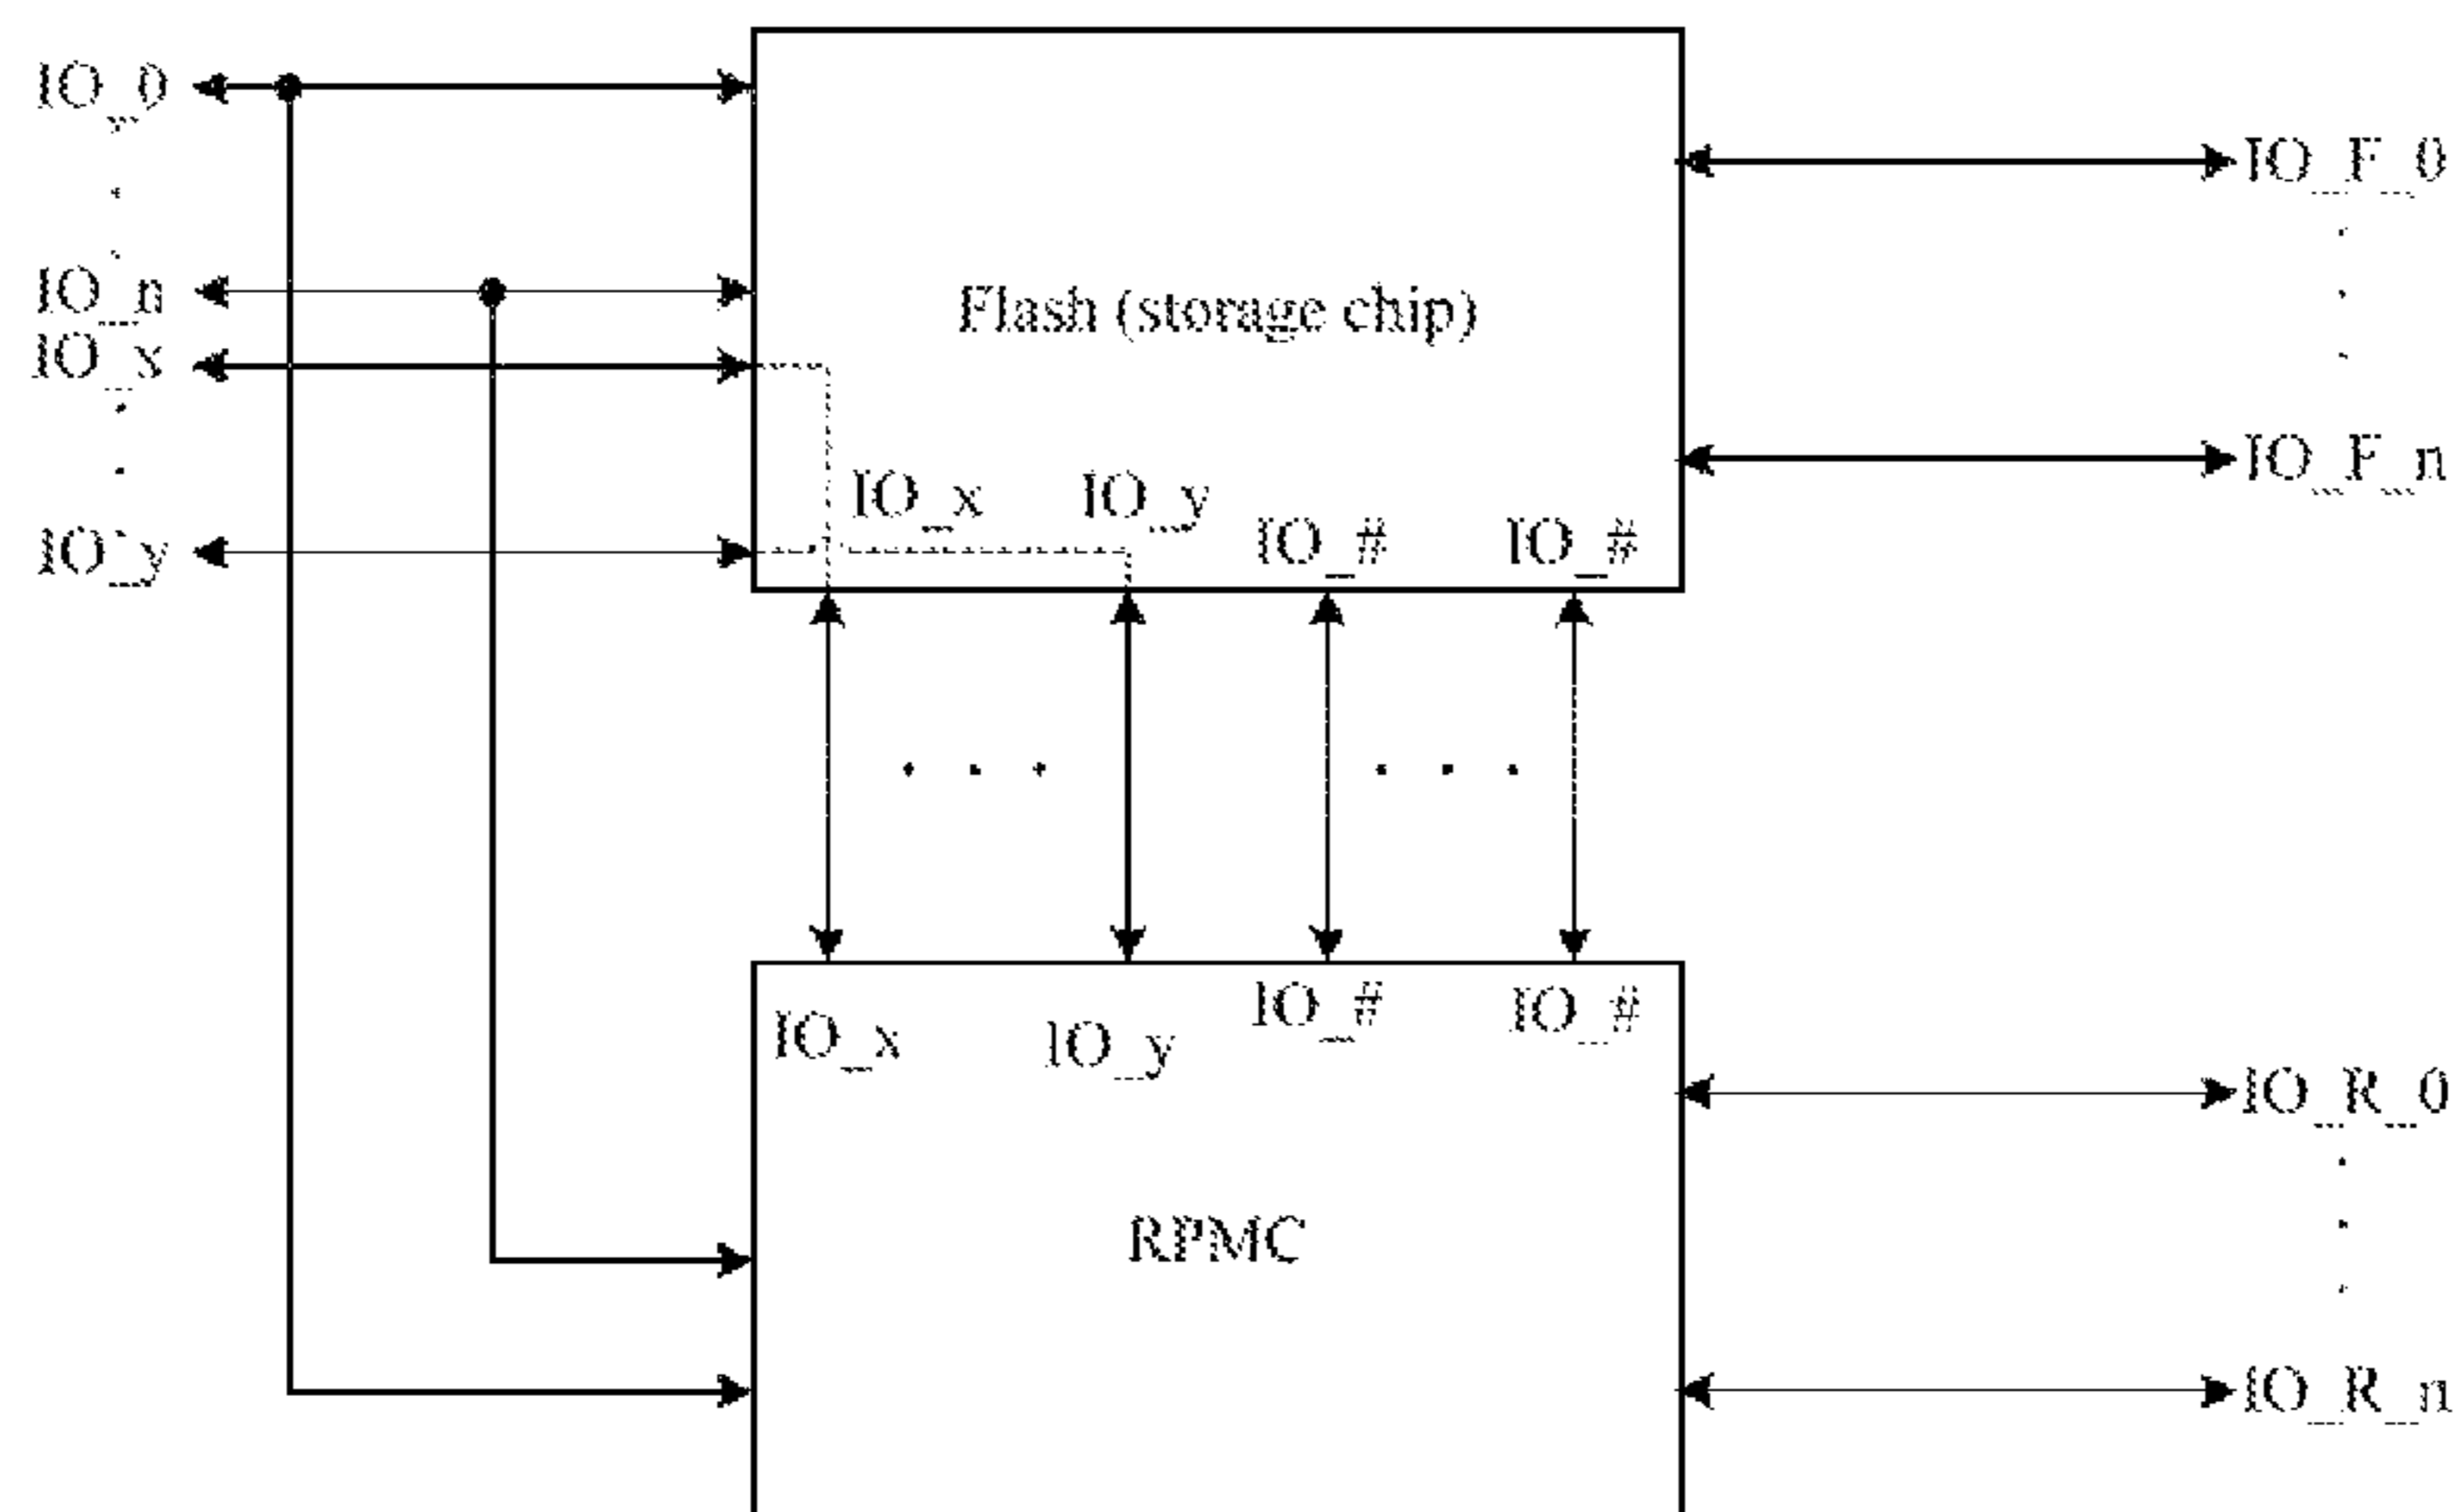 IO_0
IO_F_0
IO_n
Flash (storage chip)
IO_x
IO_F_n
IO_x
IO_y
IO_y
IO_#
IO_#
IO_x
IO_y
IO_#
IO_#
IO_R_0
RPMC
IO_R_n